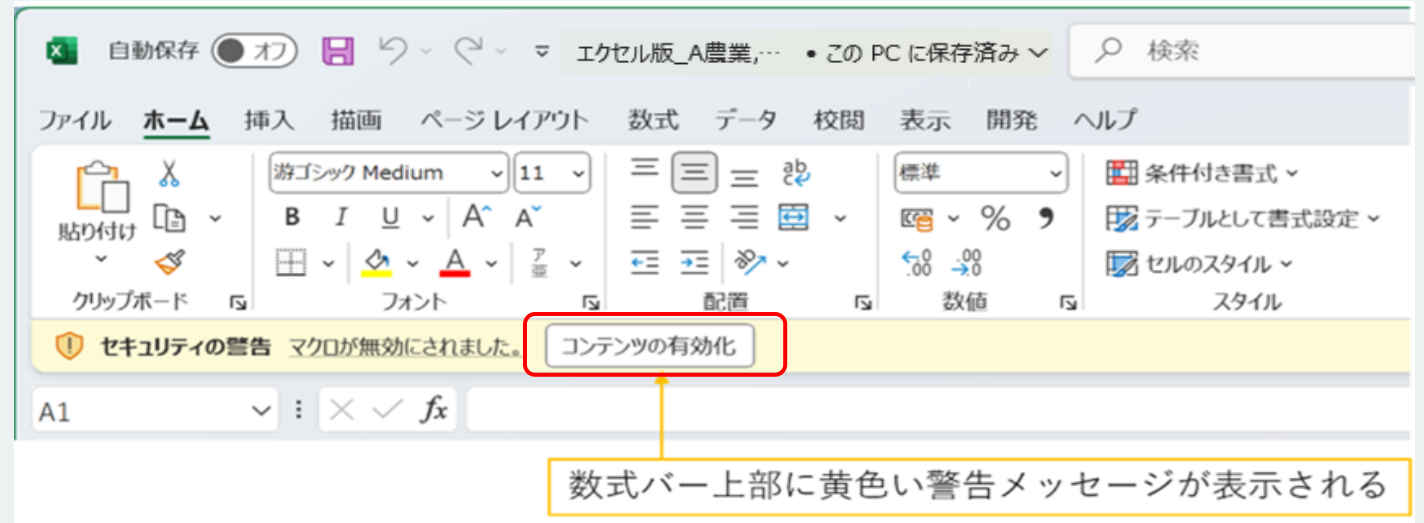 自動保存 オフ エクセル版_A農業,… • この PC に保存済み 検索
ファイル ホーム 挿入 描画 ページ レイアウト 数式 データ 校閲 表示 開発 ヘルプ
貼り付け
クリップボード
游ゴシック Medium 11
B I U A A
A ア亜
フォント
ab
配置
標準
% 9
.00 .00
数値
条件付き書式
テーブルとして書式設定
セルのスタイル
スタイル
セキュリティの警告 マクロが無効にされました。 コンテンツの有効化
A1 fx
数式バー上部に黄色い警告メッセージが表示される